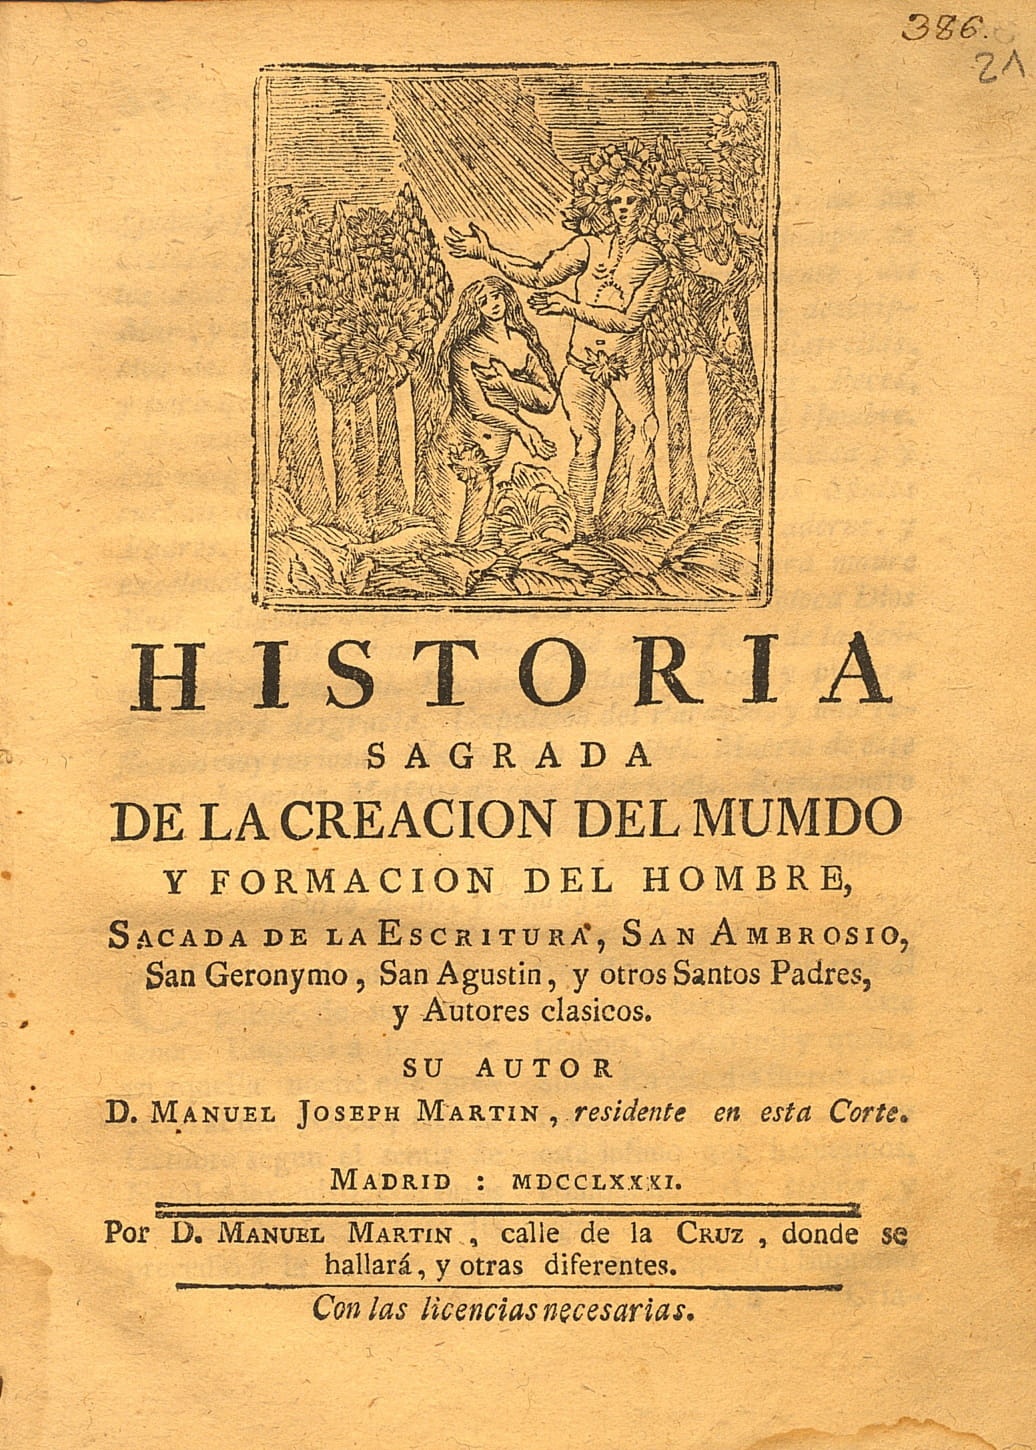 386.
21
HISTORIA
SAGRADA
DE LA CREACION DEL MUMDO
Y FORMACION DEL HOMBRE,
SACADA DE LA ESCRITURA, SAN AMBROSIO,
San Geronymo, San Agustin, y otros Santos Padres,
y Autores clasicos.
SU AUTOR
D. MANUEL JOSEPH MARTIN, residente en esta Corte.
MADRID : MDCCLXXXI.
Por D. MANUEL MARTIN, calle de la CRUZ, donde se
hallará, y otras diferentes.
Con las licencias necesarias.